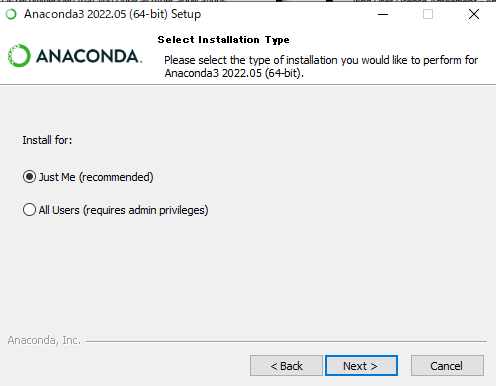 Anaconda3 2022.05 (64-bit) Setup
ANACONDA.
Select Installation Type
Please select the type of installation you would like to perform for
Anaconda3 2022.05 (64-bit).
Install for:
Just Me (recommended)
All Users (requires admin privileges)
Anaconda, Inc.
< Back
Next >
Cancel